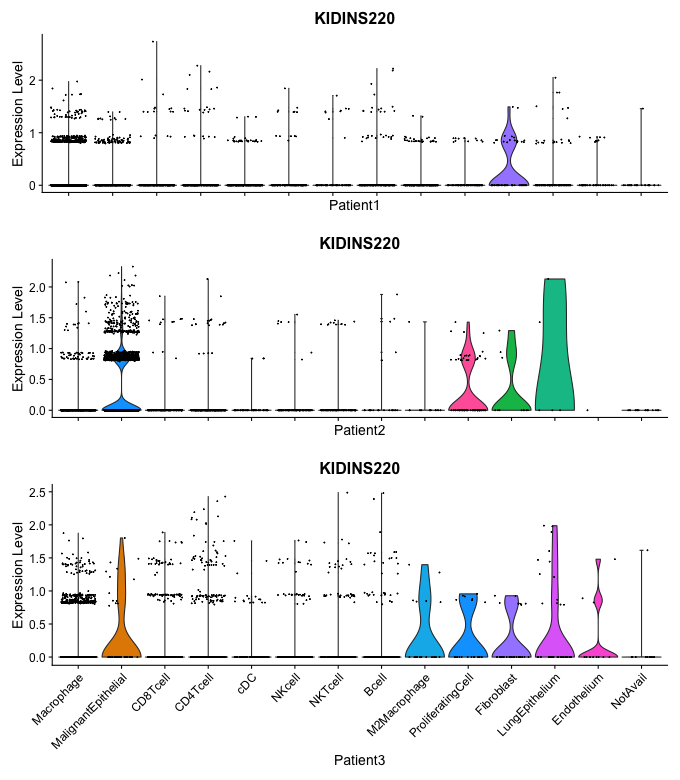 KIDINS220
Expression Level
2
1
0
Patient1
KIDINS220
Expression Level
2.0
1.5
1.0
0.5
0.0
Patient2
KIDINS220
Expression Level
2.5
2.0
1.5
1.0
0.5
0.0
Macrophage
MalignantEpithelial
CD8Tcell
CD4Tcell
cDC
NKcell
NKTcell
Bcell
M2Macrophage
ProliferatingCell
Fibroblast
LungEpithelium
Endothelium
NotAvail
Patient3